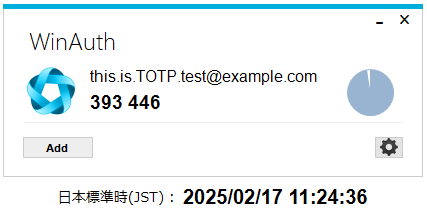 WinAuth
this.is.TOTP.test@example.com
393 446
Add
日本標準時(JST)： 2025/02/17 11:24:36